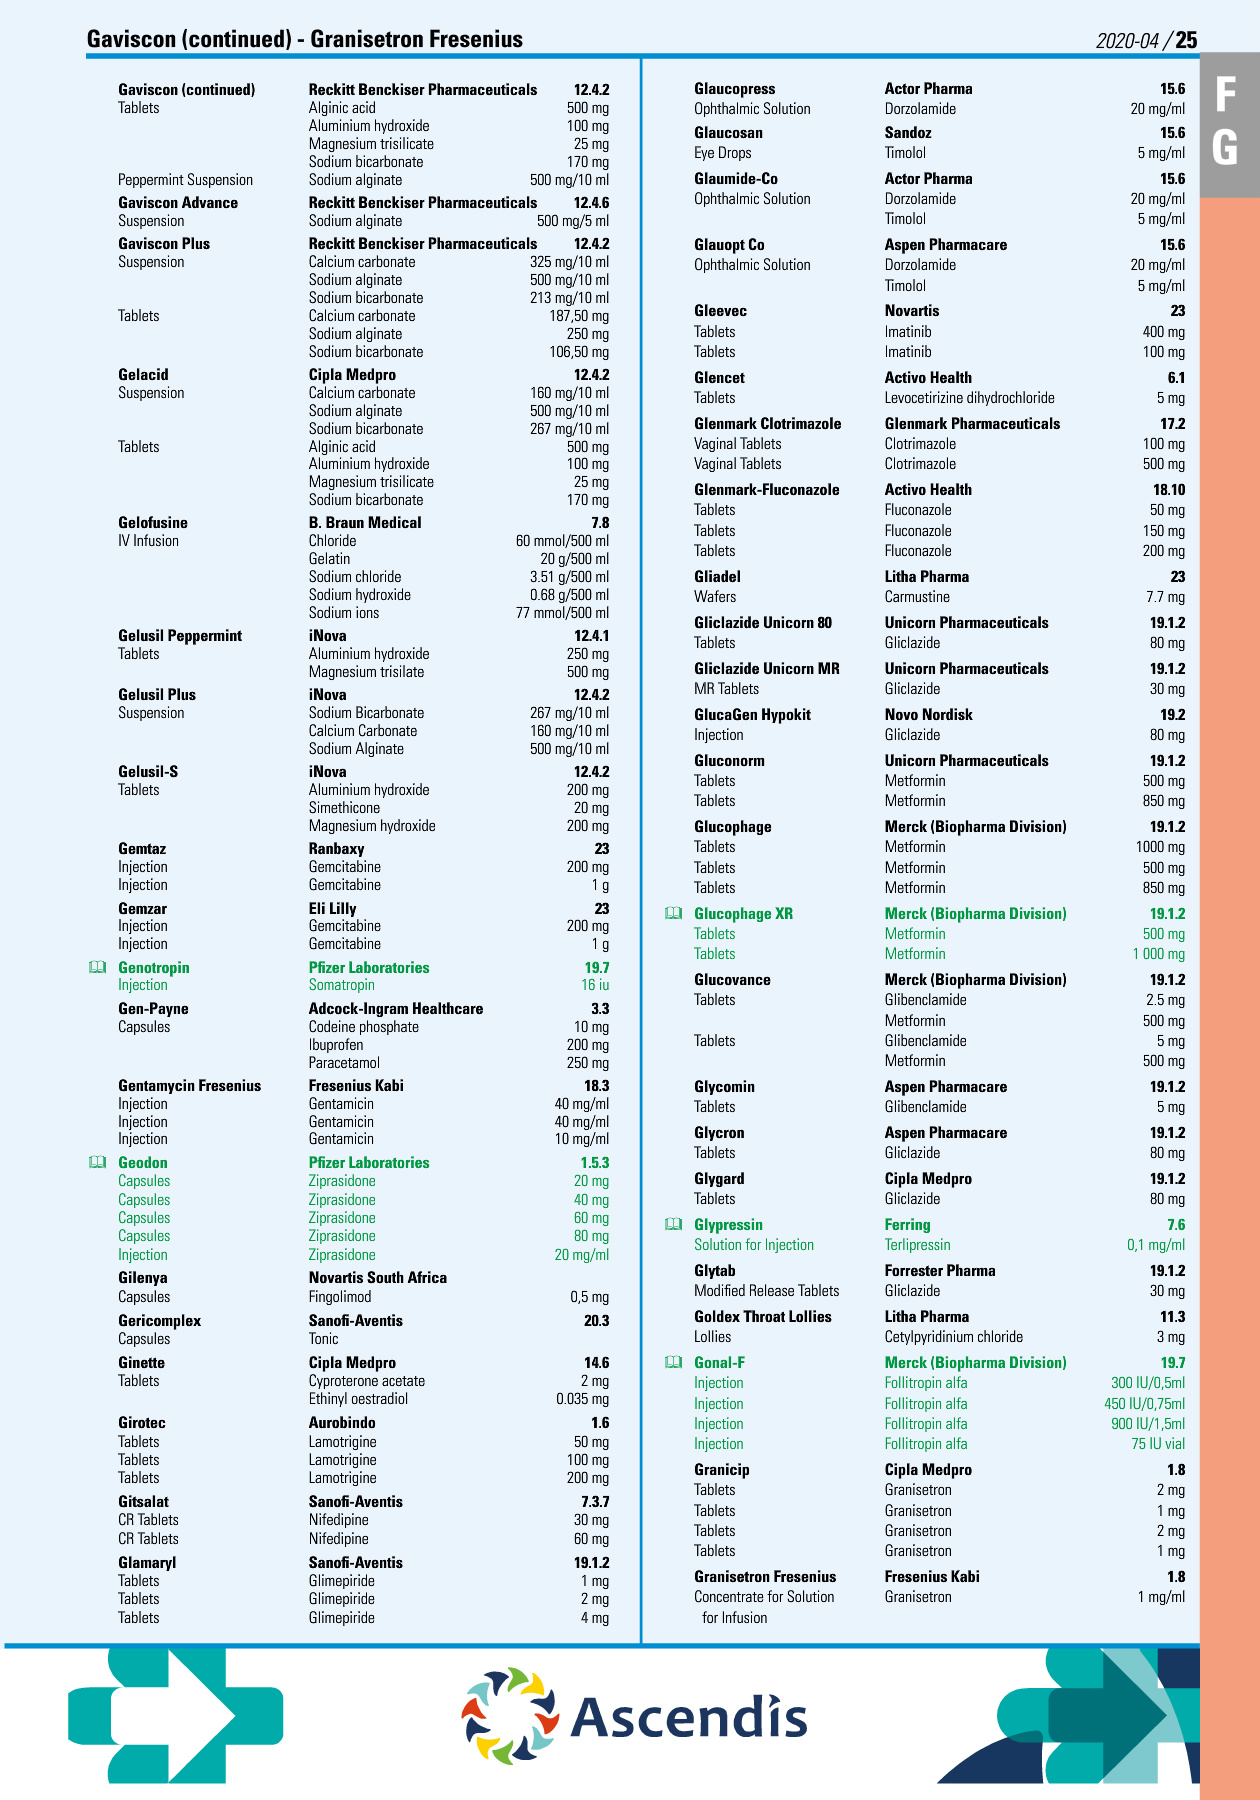 Gaviscon (continued) - Granisetron Fresenius
2020-04 / 25
F
G
Gaviscon (continued) Reckitt Benckiser Pharmaceuticals 12.4.2
Tablets Alginic acid 500 mg
Aluminium hydroxide 100 mg
Magnesium trisilicate 25 mg
Sodium bicarbonate 170 mg
Peppermint Suspension Sodium alginate 500 mg/10 ml
Gaviscon Advance Reckitt Benckiser Pharmaceuticals 12.4.6
Suspension Sodium alginate 500 mg/5 ml
Gaviscon Plus Reckitt Benckiser Pharmaceuticals 12.4.2
Suspension Calcium carbonate 325 mg/10 ml
Sodium alginate 500 mg/10 ml
Sodium bicarbonate 213 mg/10 ml
Tablets Calcium carbonate 187,50 mg
Sodium alginate 250 mg
Sodium bicarbonate 106,50 mg
Gelacid Cipla Medpro 12.4.2
Suspension Calcium carbonate 160 mg/10 ml
Sodium alginate 500 mg/10 ml
Sodium bicarbonate 267 mg/10 ml
Tablets Alginic acid 500 mg
Aluminium hydroxide 100 mg
Magnesium trisilicate 25 mg
Sodium bicarbonate 170 mg
Gelofusine B. Braun Medical 7.8
IV Infusion Chloride 60 mmol/500 ml
Gelatin 20 g/500 ml
Sodium chloride 3.51 g/500 ml
Sodium hydroxide 0.68 g/500 ml
Sodium ions 77 mmol/500 ml
Gelusil Peppermint iNova 12.4.1
Tablets Aluminium hydroxide 250 mg
Magnesium trisilate 500 mg
Gelusil Plus iNova 12.4.2
Suspension Sodium Bicarbonate 267 mg/10 ml
Calcium Carbonate 160 mg/10 ml
Sodium Alginate 500 mg/10 ml
Gelusil-S iNova 12.4.2
Tablets Aluminium hydroxide 200 mg
Simethicone 20 mg
Magnesium hydroxide 200 mg
Gemtaz Ranbaxy 23
Injection Gemcitabine 200 mg
Injection Gemcitabine 1 g
Gemzar Eli Lilly 23
Injection Gemcitabine 200 mg
Injection Gemcitabine 1 g
Genotropin Pfizer Laboratories 19.7
Injection Somatropin 16 iu
Gen-Payne Adcock-Ingram Healthcare 3.3
Capsules Codeine phosphate 10 mg
Ibuprofen 200 mg
Paracetamol 250 mg
Gentamycin Fresenius Fresenius Kabi 18.3
Injection Gentamicin 40 mg/ml
Injection Gentamicin 40 mg/ml
Injection Gentamicin 10 mg/ml
Geodon Pfizer Laboratories 1.5.3
Capsules Ziprasidone 20 mg
Capsules Ziprasidone 40 mg
Capsules Ziprasidone 60 mg
Capsules Ziprasidone 80 mg
Injection Ziprasidone 20 mg/ml
Gilenya Novartis South Africa
Capsules Fingolimod 0,5 mg
Gericomplex Sanofi-Aventis 20.3
Capsules Tonic
Ginette Cipla Medpro 14.6
Tablets Cyproterone acetate 2 mg
Ethinyl oestradiol 0.035 mg
Girotec Aurobindo 1.6
Tablets Lamotrigine 50 mg
Tablets Lamotrigine 100 mg
Tablets Lamotrigine 200 mg
Gitsalat Sanofi-Aventis 7.3.7
CR Tablets Nifedipine 30 mg
CR Tablets Nifedipine 60 mg
Glamaryl Sanofi-Aventis 19.1.2
Tablets Glimepiride 1 mg
Tablets Glimepiride 2 mg
Tablets Glimepiride 4 mg
Glaucopress Actor Pharma 15.6
Ophthalmic Solution Dorzolamide 20 mg/ml
Glaucosan Sandoz 15.6
Eye Drops Timolol 5 mg/ml
Glaumide-Co Actor Pharma 15.6
Ophthalmic Solution Dorzolamide 20 mg/ml
Timolol 5 mg/ml
Glauopt Co Aspen Pharmacare 15.6
Ophthalmic Solution Dorzolamide 20 mg/ml
Timolol 5 mg/ml
Gleevec Novartis 23
Tablets Imatinib 400 mg
Tablets Imatinib 100 mg
Glencet Activo Health 6.1
Tablets Levocetirizine dihydrochloride 5 mg
Glenmark Clotrimazole Glenmark Pharmaceuticals 17.2
Vaginal Tablets Clotrimazole 100 mg
Vaginal Tablets Clotrimazole 500 mg
Glenmark-Fluconazole Activo Health 18.10
Tablets Fluconazole 50 mg
Tablets Fluconazole 150 mg
Tablets Fluconazole 200 mg
Gliadel Litha Pharma 23
Wafers Carmustine 7.7 mg
Gliclazide Unicorn 80 Unicorn Pharmaceuticals 19.1.2
Tablets Gliclazide 80 mg
Gliclazide Unicorn MR Unicorn Pharmaceuticals 19.1.2
MR Tablets Gliclazide 30 mg
GlucaGen Hypokit Novo Nordisk 19.2
Injection Gliclazide 80 mg
Gluconorm Unicorn Pharmaceuticals 19.1.2
Tablets Metformin 500 mg
Tablets Metformin 850 mg
Glucophage Merck (Biopharma Division) 19.1.2
Tablets Metformin 1000 mg
Tablets Metformin 500 mg
Tablets Metformin 850 mg
Glucophage XR Merck (Biopharma Division) 19.1.2
Tablets Metformin 500 mg
Tablets Metformin 1 000 mg
Glucovance Merck (Biopharma Division) 19.1.2
Tablets Glibenclamide 2.5 mg
Metformin 500 mg
Tablets Glibenclamide 5 mg
Metformin 500 mg
Glycomin Aspen Pharmacare 19.1.2
Tablets Glibenclamide 5 mg
Glycron Aspen Pharmacare 19.1.2
Tablets Gliclazide 80 mg
Glygard Cipla Medpro 19.1.2
Tablets Gliclazide 80 mg
Glypressin Ferring 7.6
Solution for Injection Terlipressin 0,1 mg/ml
Glytab Forrester Pharma 19.1.2
Modified Release Tablets Gliclazide 30 mg
Goldex Throat Lollies Litha Pharma 11.3
Lollies Cetylpyridinium chloride 3 mg
Gonal-F Merck (Biopharma Division) 19.7
Injection Follitropin alfa 300 IU/0,5ml
Injection Follitropin alfa 450 IU/0,75ml
Injection Follitropin alfa 900 IU/1,5ml
Injection Follitropin alfa 75 IU vial
Granicip Cipla Medpro 1.8
Tablets Granisetron 2 mg
Tablets Granisetron 1 mg
Tablets Granisetron 2 mg
Tablets Granisetron 1 mg
Granisetron Fresenius Fresenius Kabi 1.8
Concentrate for Solution Granisetron 1 mg/ml
for Infusion
Ascendis